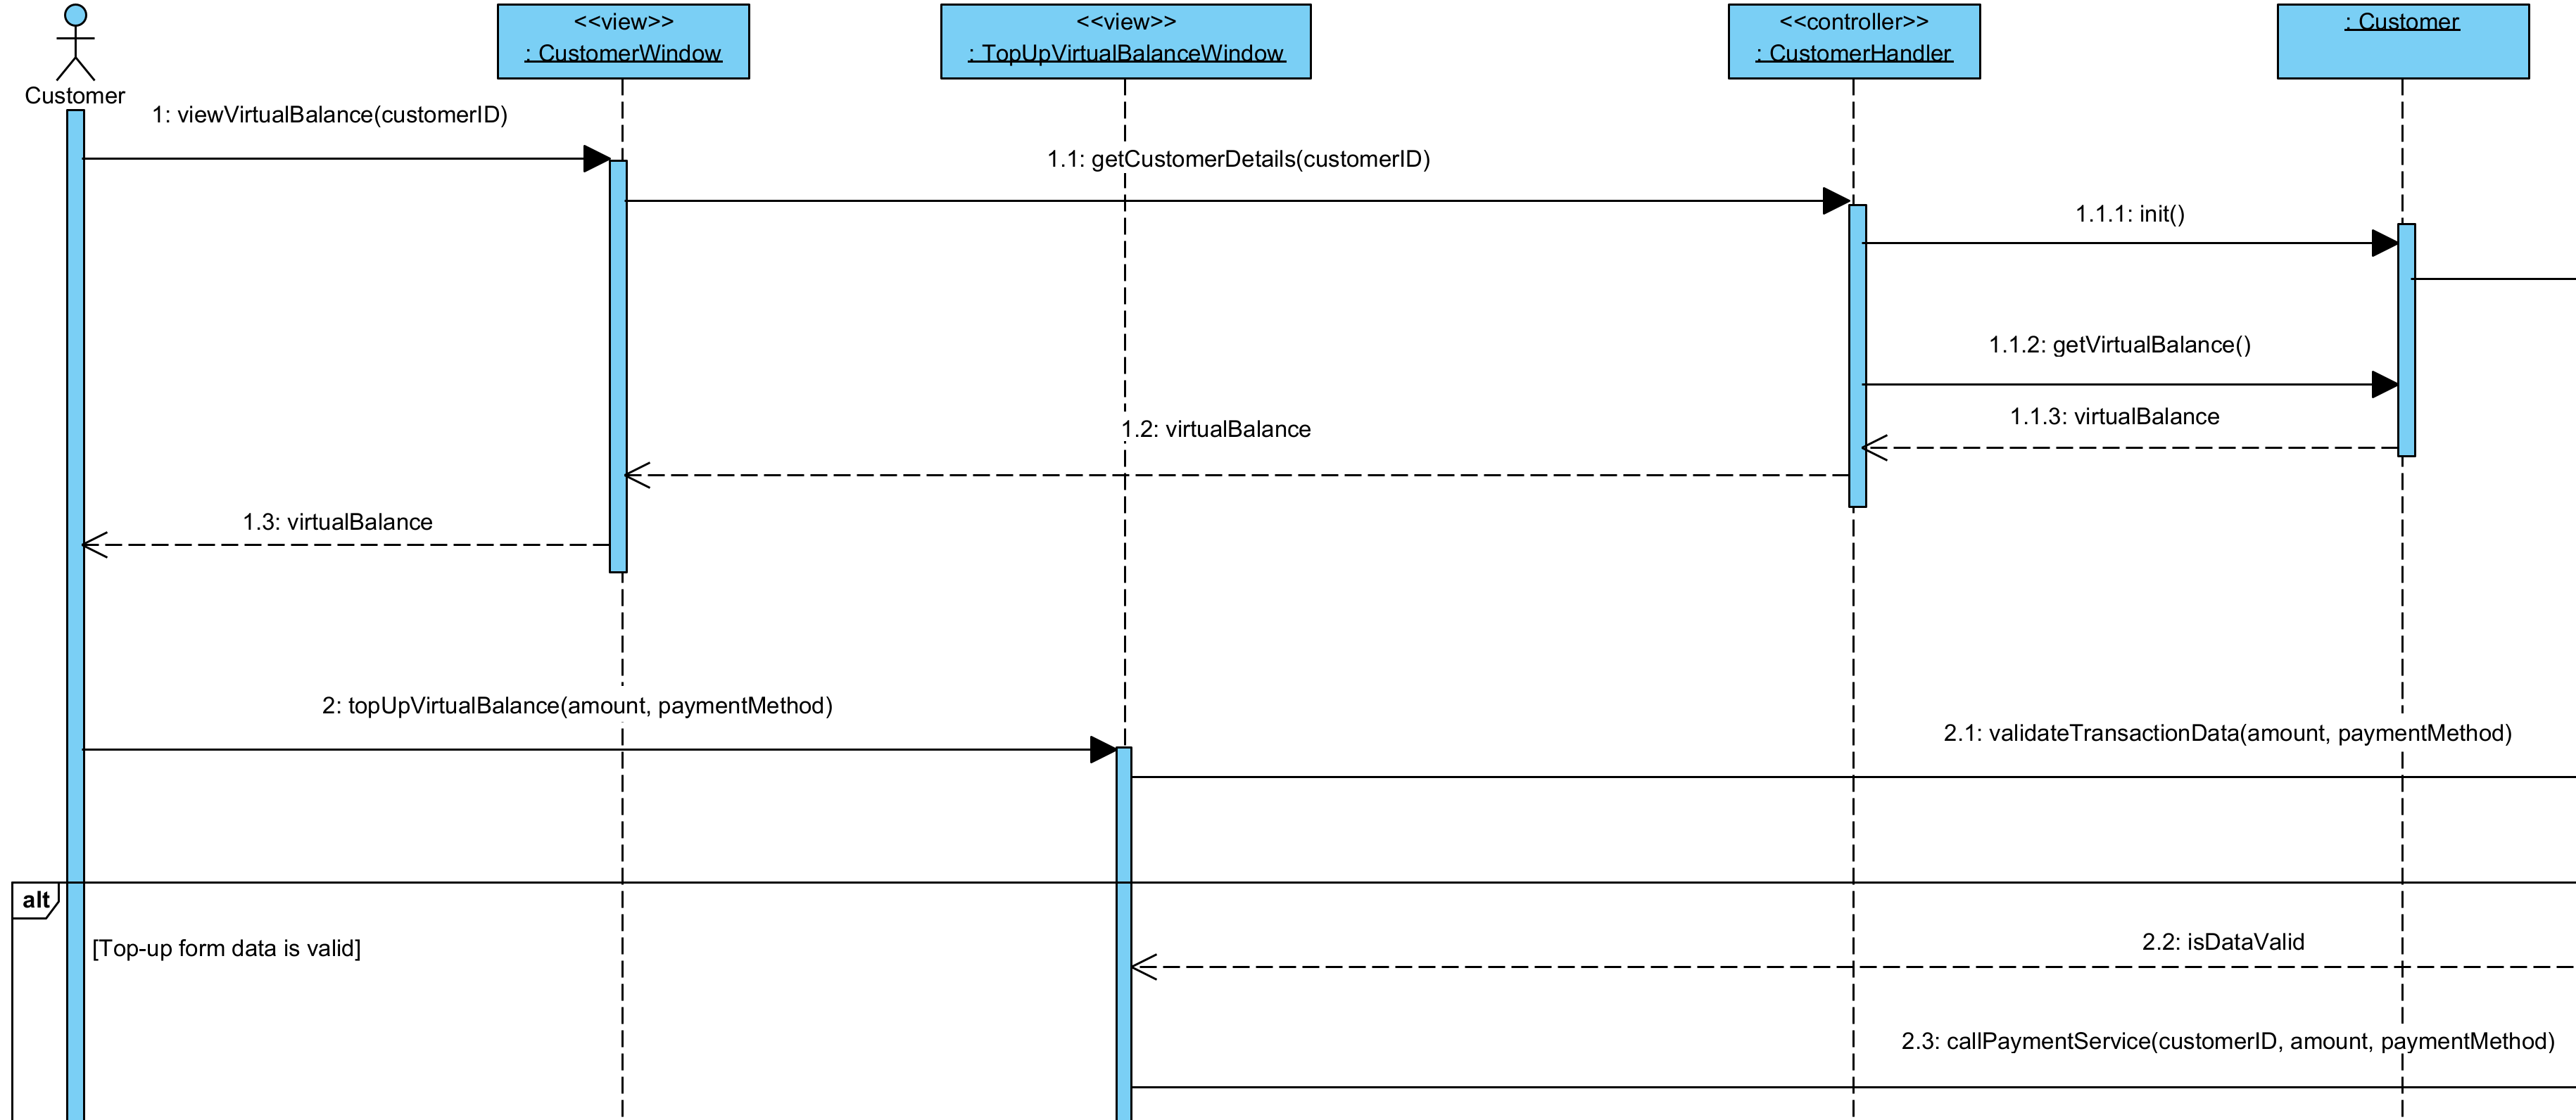 <<view>>
: CustomerWindow
<<view>>
: TopUpVirtualBalanceWindow
<<controller>>
: CustomerHandler
: Customer
Customer
1: viewVirtualBalance(customerID)
1.1: getCustomerDetails(customerID)
1.1.1: init()
1.1.2: getVirtualBalance()
1.1.3: virtualBalance
1.2: virtualBalance
1.3: virtualBalance
2: topUpVirtualBalance(amount, paymentMethod)
2.1: validateTransactionData(amount, paymentMethod)
alt
[Top-up form data is valid]
2.2: isDataValid
2.3: callPaymentService(customerID, amount, paymentMethod)